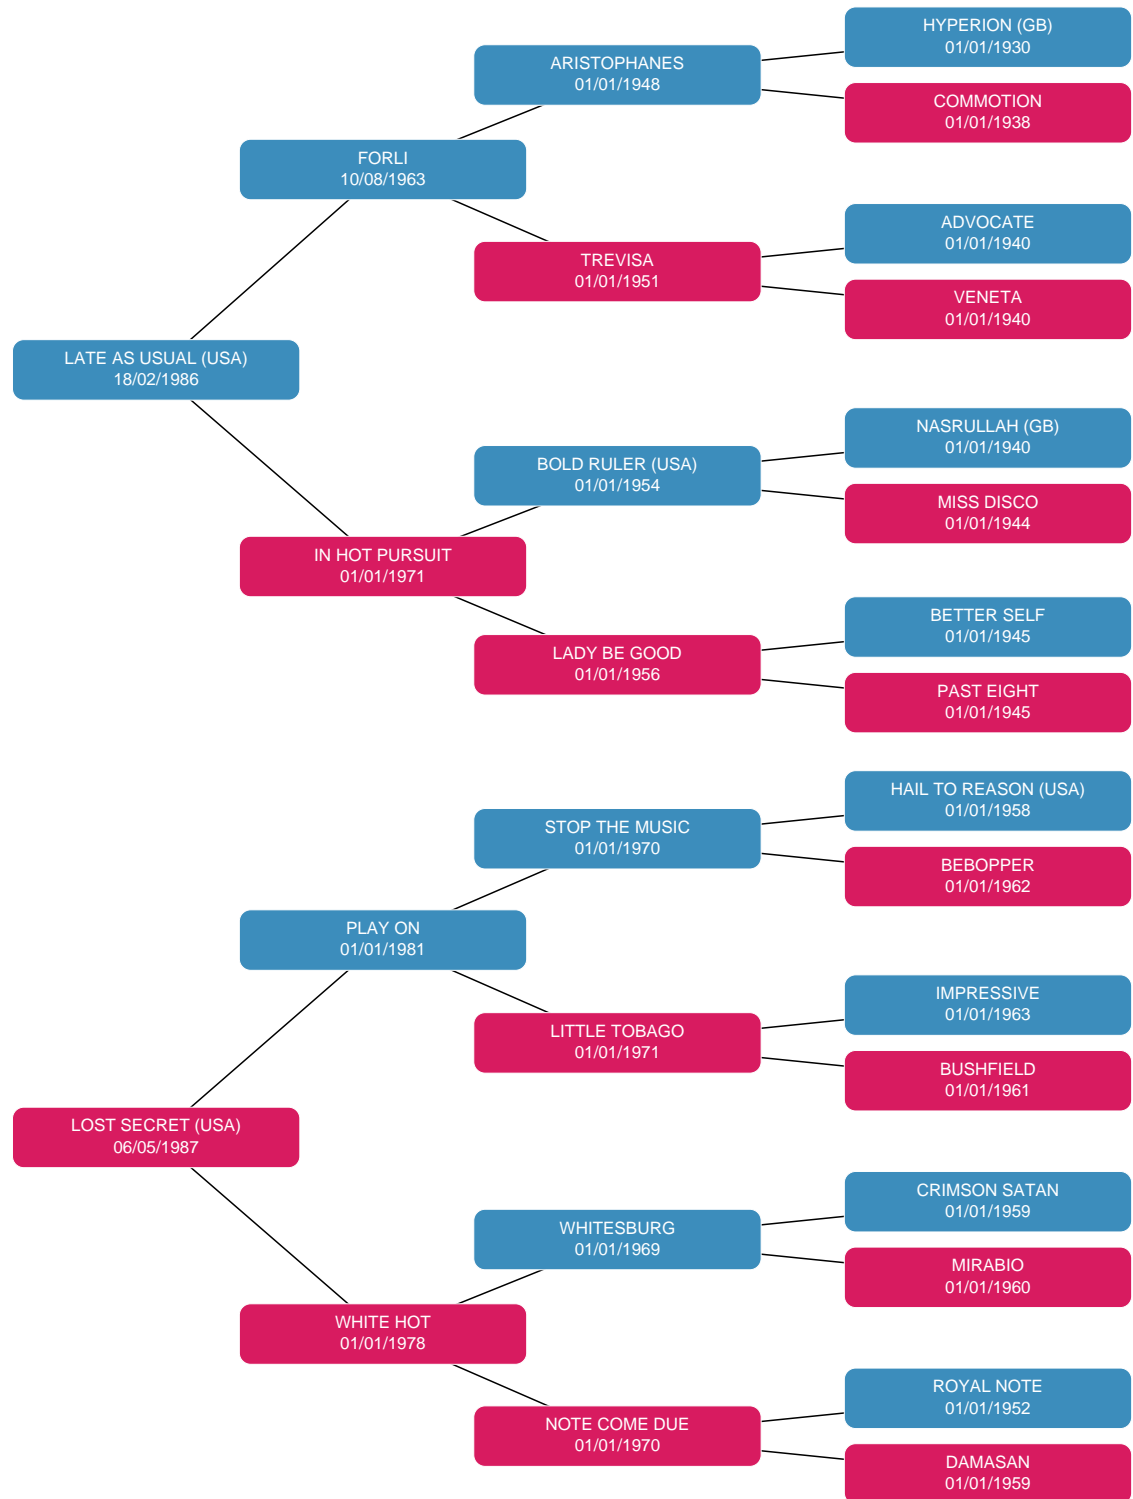 HYPERION (GB)
01/01/1930
ARISTOPHANES
01/01/1948
COMMOTION
01/01/1938
FORLI
10/08/1963
ADVOCATE
01/01/1940
TREVISA
01/01/1951
VENETA
01/01/1940
LATE AS USUAL (USA)
18/02/1986
NASRULLAH (GB)
01/01/1940
BOLD RULER (USA)
01/01/1954
MISS DISCO
01/01/1944
IN HOT PURSUIT
01/01/1971
BETTER SELF
01/01/1945
LADY BE GOOD
01/01/1956
PAST EIGHT
01/01/1945
HAIL TO REASON (USA)
01/01/1958
STOP THE MUSIC
01/01/1970
BEBOPPER
01/01/1962
PLAY ON
01/01/1981
IMPRESSIVE
01/01/1963
LITTLE TOBAGO
01/01/1971
BUSHFIELD
01/01/1961
LOST SECRET (USA)
06/05/1987
CRIMSON SATAN
01/01/1959
WHITESBURG
01/01/1969
MIRABIO
01/01/1960
WHITE HOT
01/01/1978
ROYAL NOTE
01/01/1952
NOTE COME DUE
01/01/1970
DAMASAN
01/01/1959